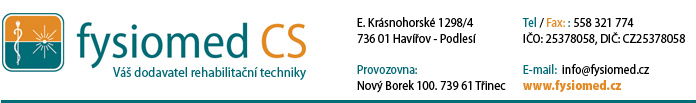 fysiomed CS
Váš dodavatel rehabilitační techniky
E. Krásnohorské 1298/4
736 01 Havířov - Podlesí
Provozovna:
Nový Borek 100. 739 61 Třinec
Tel / Fax: : 558 321 774
IČO: 25378058, DIČ: CZ25378058
E-mail: info@fysiomed.cz
www.fysiomed.cz